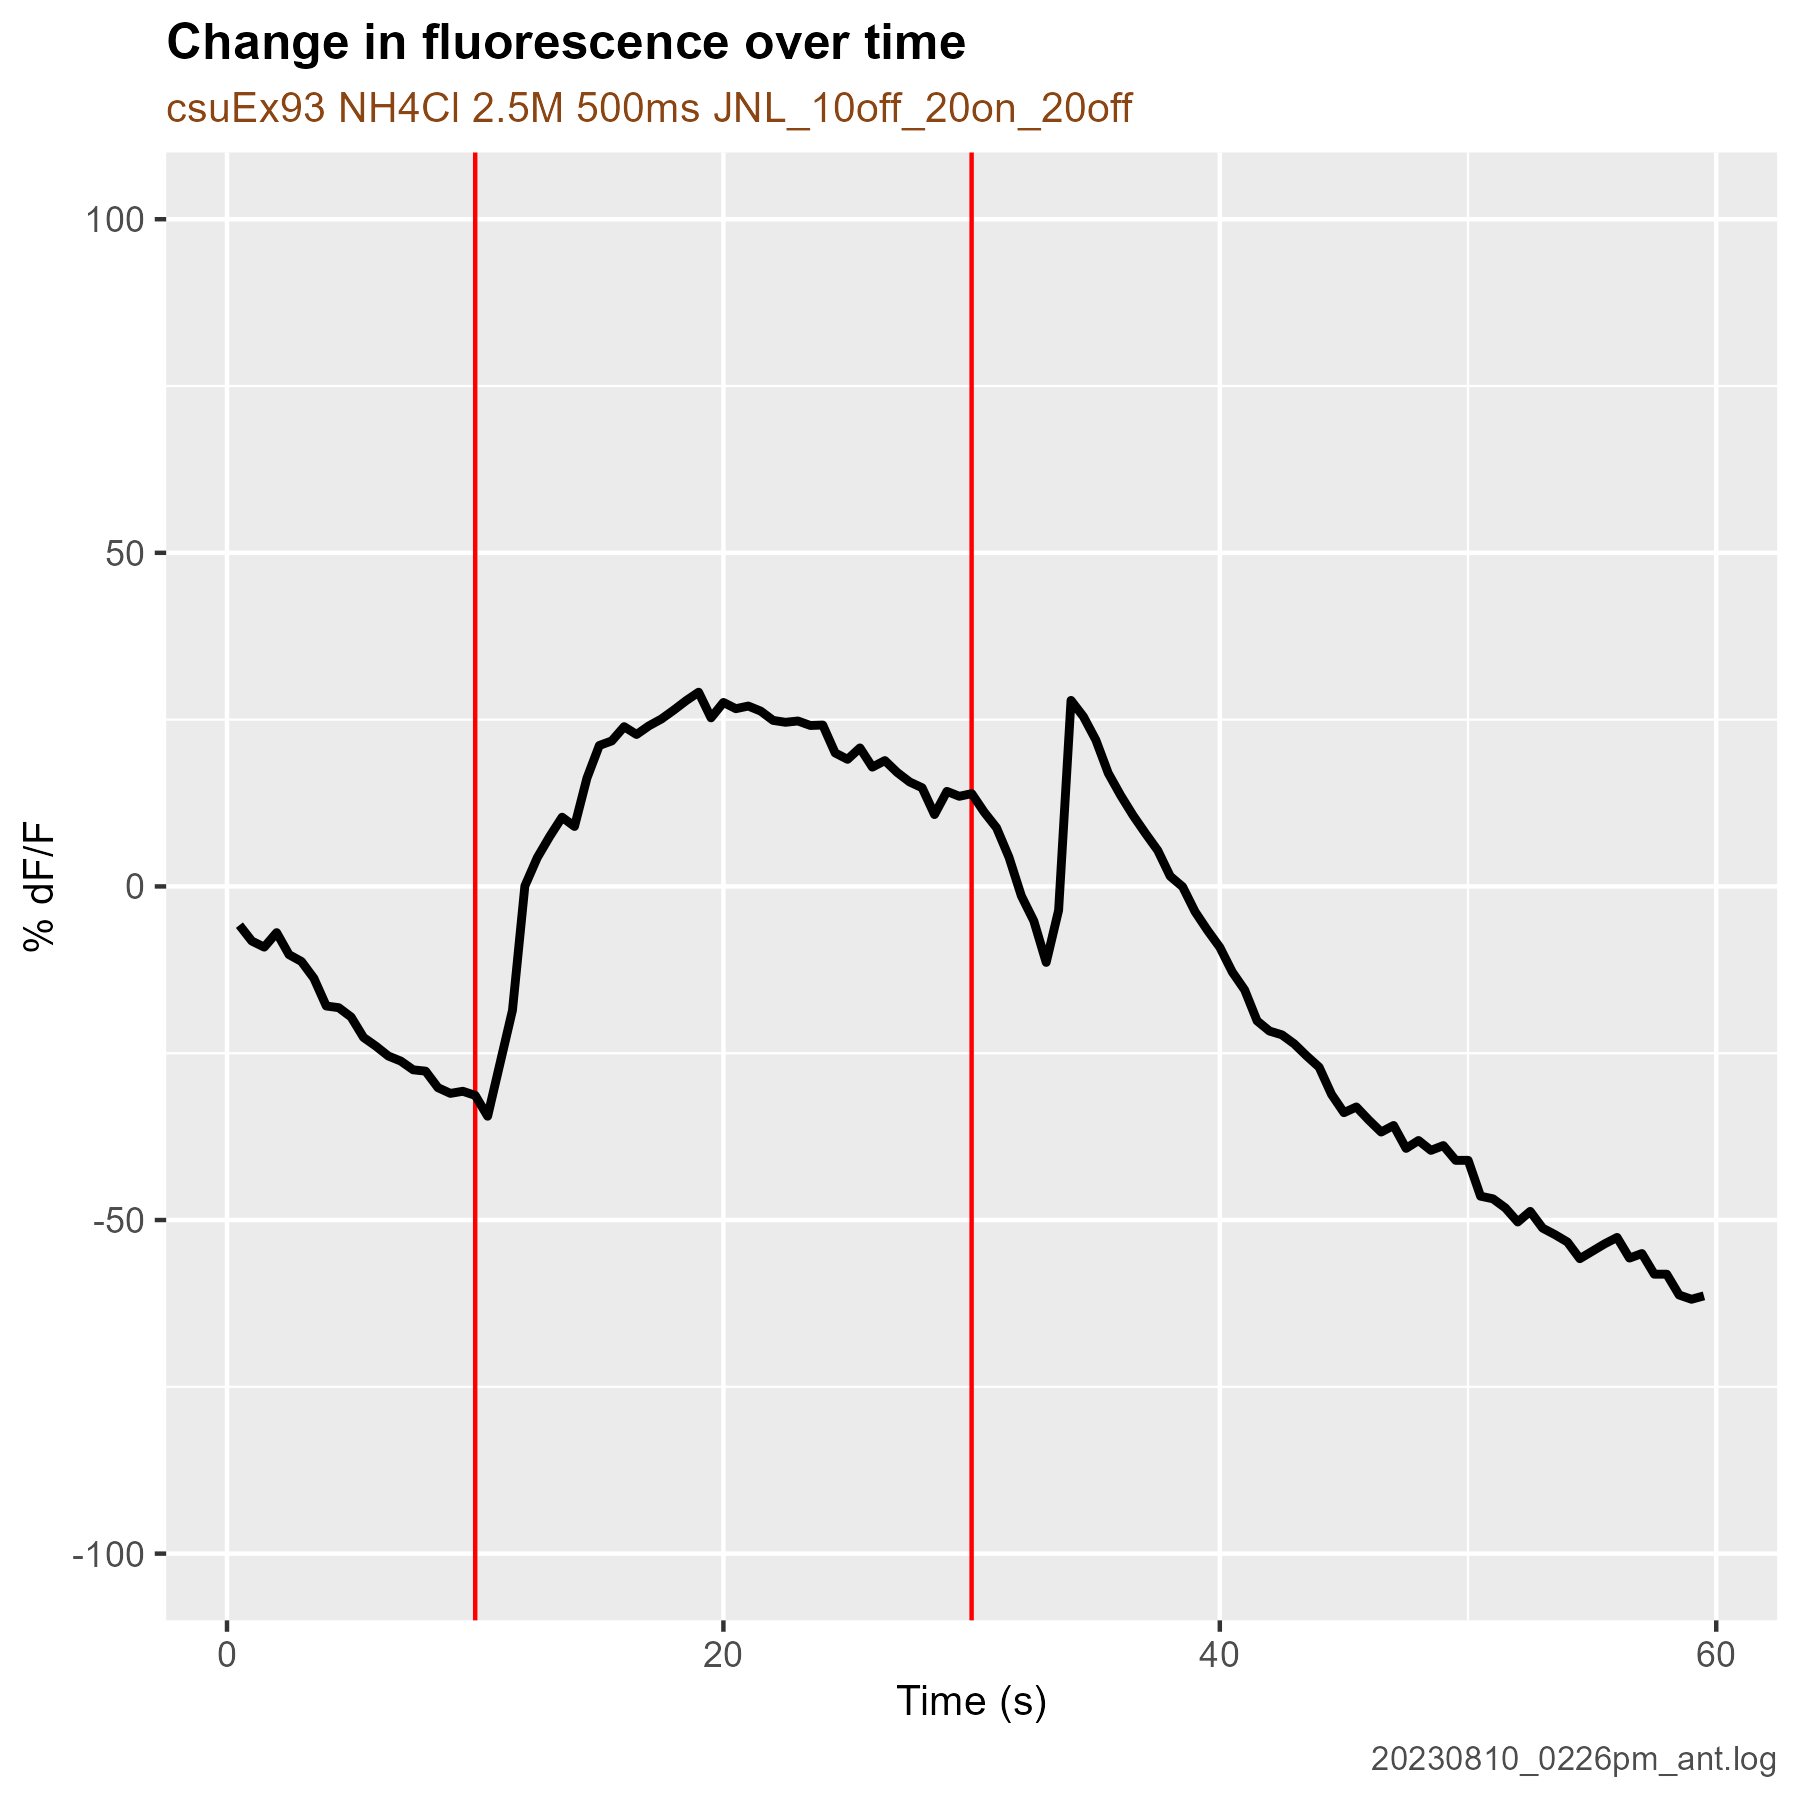 Change in fluorescence over time
csuEx93 NH4Cl 2.5M 500ms JNL_10off_20on_20off
100
50
0
-50
-100
% dF/F
0 20 40 60
Time (s)
20230810_0226pm_ant.log